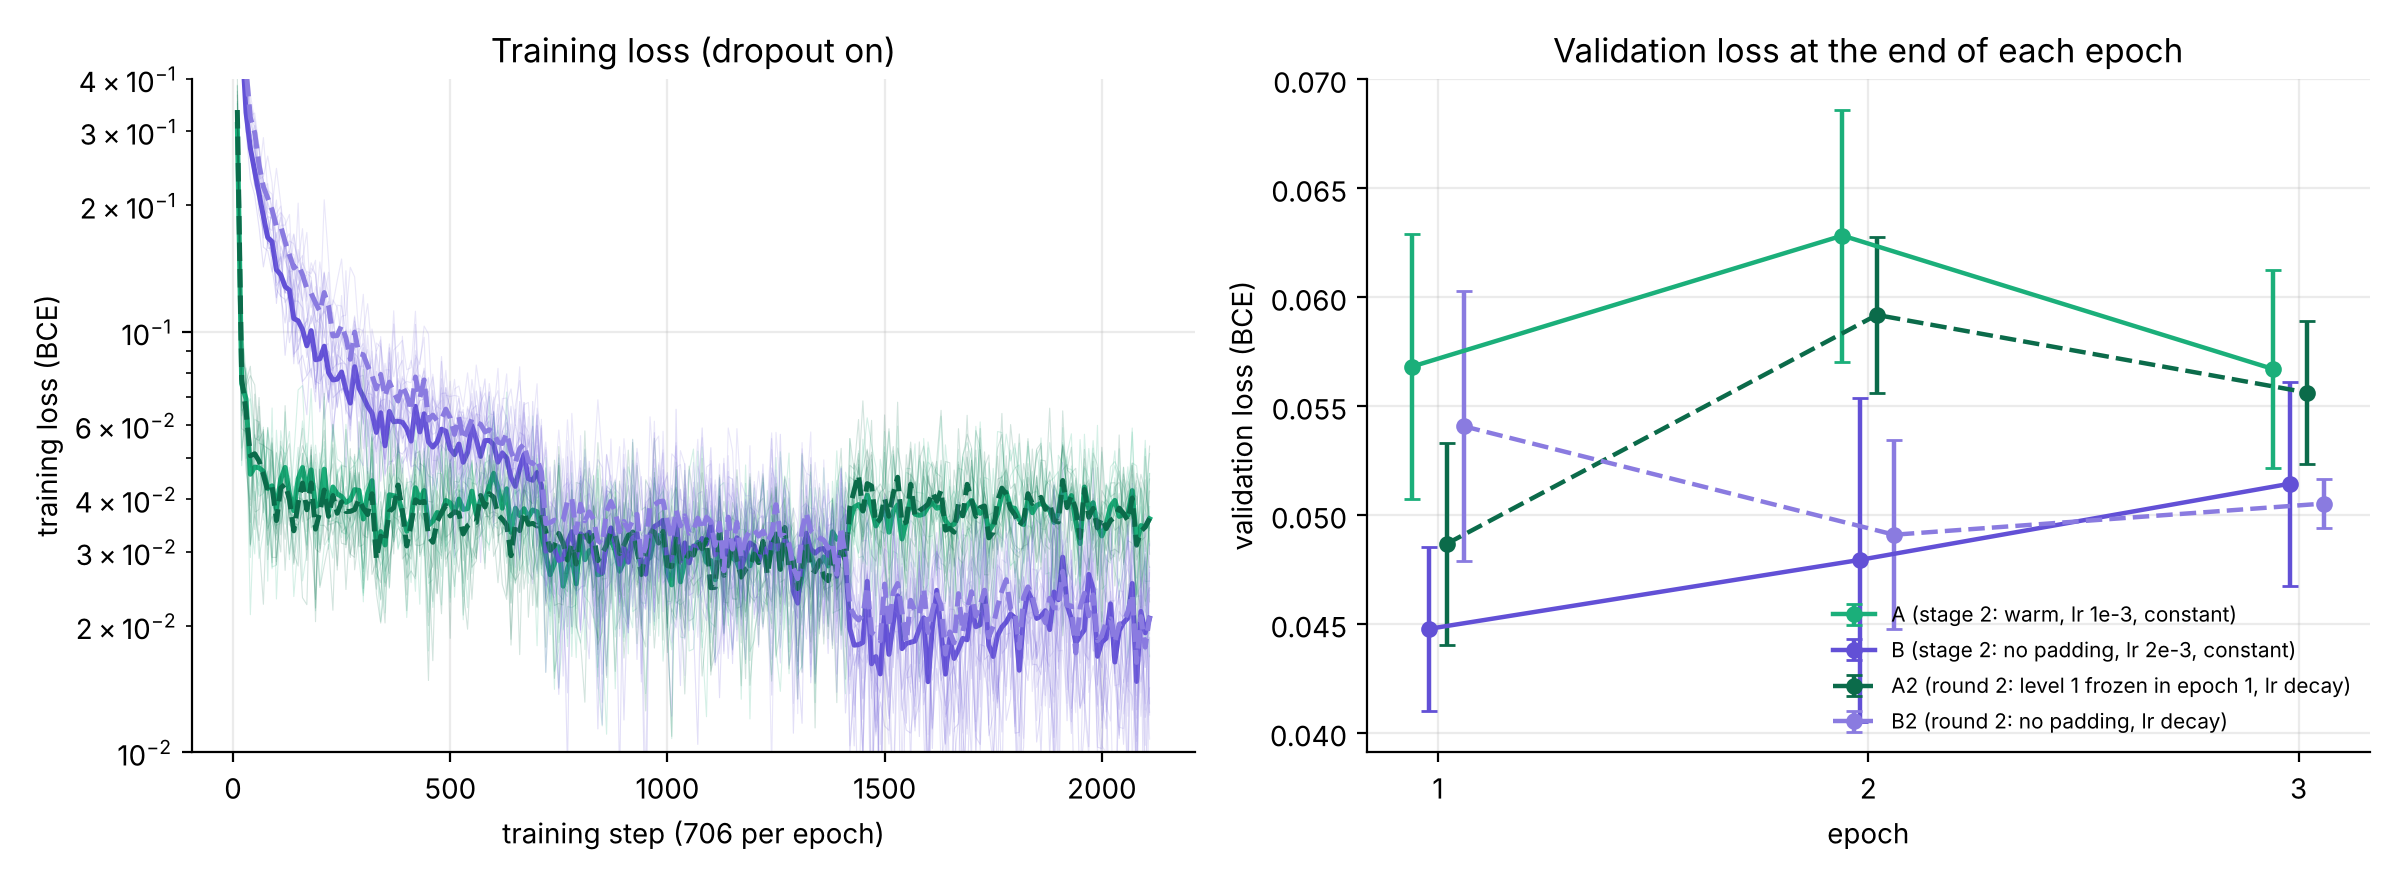 Training loss (dropout on)
4 × 10⁻¹
3 × 10⁻¹
2 × 10⁻¹
10⁻¹
6 × 10⁻²
4 × 10⁻²
3 × 10⁻²
2 × 10⁻²
10⁻²
training loss (BCE)
0 500 1000 1500 2000
training step (706 per epoch)
Validation loss at the end of each epoch
0.070
0.065
0.060
0.055
0.050
0.045
0.040
validation loss (BCE)
A (stage 2: warm, lr 1e-3, constant)
B (stage 2: no padding, lr 2e-3, constant)
A2 (round 2: level 1 frozen in epoch 1, lr decay)
B2 (round 2: no padding, lr decay)
1 2 3
epoch